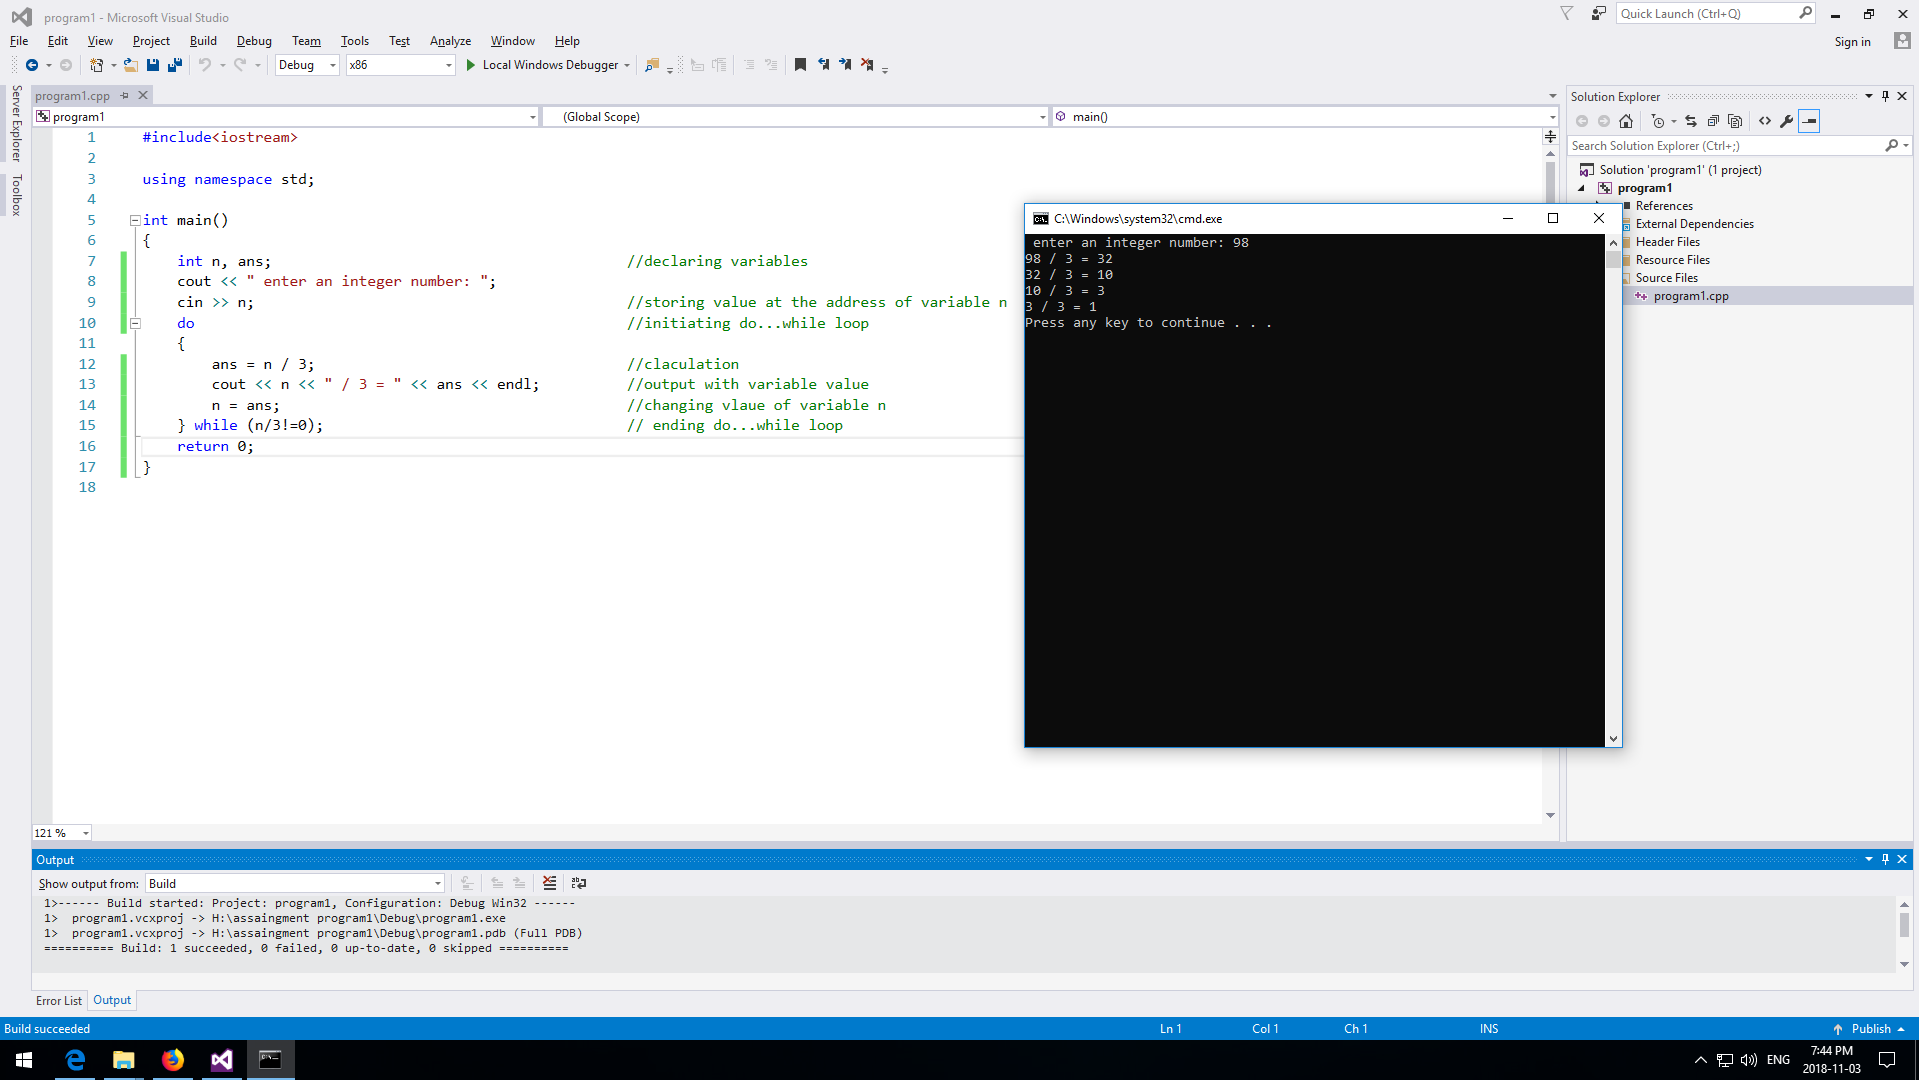 program1 - Microsoft Visual Studio
Quick Launch (Ctrl+Q)
File Edit View Project Build Debug Team Tools Test Analyze Window Help
Sign in
Debug x86 Local Windows Debugger
Server Explorer
Toolbox
program1.cpp
program1 (Global Scope) main()
1 #include<iostream>
2
3 using namespace std;
4
5 int main()
6 {
7 int n, ans; //declaring variables
8 cout << " enter an integer number: ";
9 cin >> n; //storing value at the address of variable n
10 do //initiating do...while loop
11 {
12 ans = n / 3; //claculation
13 cout << n << " / 3 = " << ans << endl; //output with variable value
14 n = ans; //changing vlaue of variable n
15 } while (n/3!=0); // ending do...while loop
16 return 0;
17 }
18
121 %
C:\Windows\system32\cmd.exe
enter an integer number: 98
98 / 3 = 32
32 / 3 = 10
10 / 3 = 3
3 / 3 = 1
Press any key to continue . . .
Solution Explorer
Search Solution Explorer (Ctrl+;)
Solution 'program1' (1 project)
program1
References
External Dependencies
Header Files
Resource Files
Source Files
program1.cpp
Output
Show output from: Build
1>------ Build started: Project: program1, Configuration: Debug Win32 ------
1> program1.vcxproj -> H:\assaingment program1\Debug\program1.exe
1> program1.vcxproj -> H:\assaingment program1\Debug\program1.pdb (Full PDB)
========== Build: 1 succeeded, 0 failed, 0 up-to-date, 0 skipped ==========
Error List Output
Build succeeded Ln 1 Col 1 Ch 1 INS Publish
ENG
7:44 PM
2018-11-03